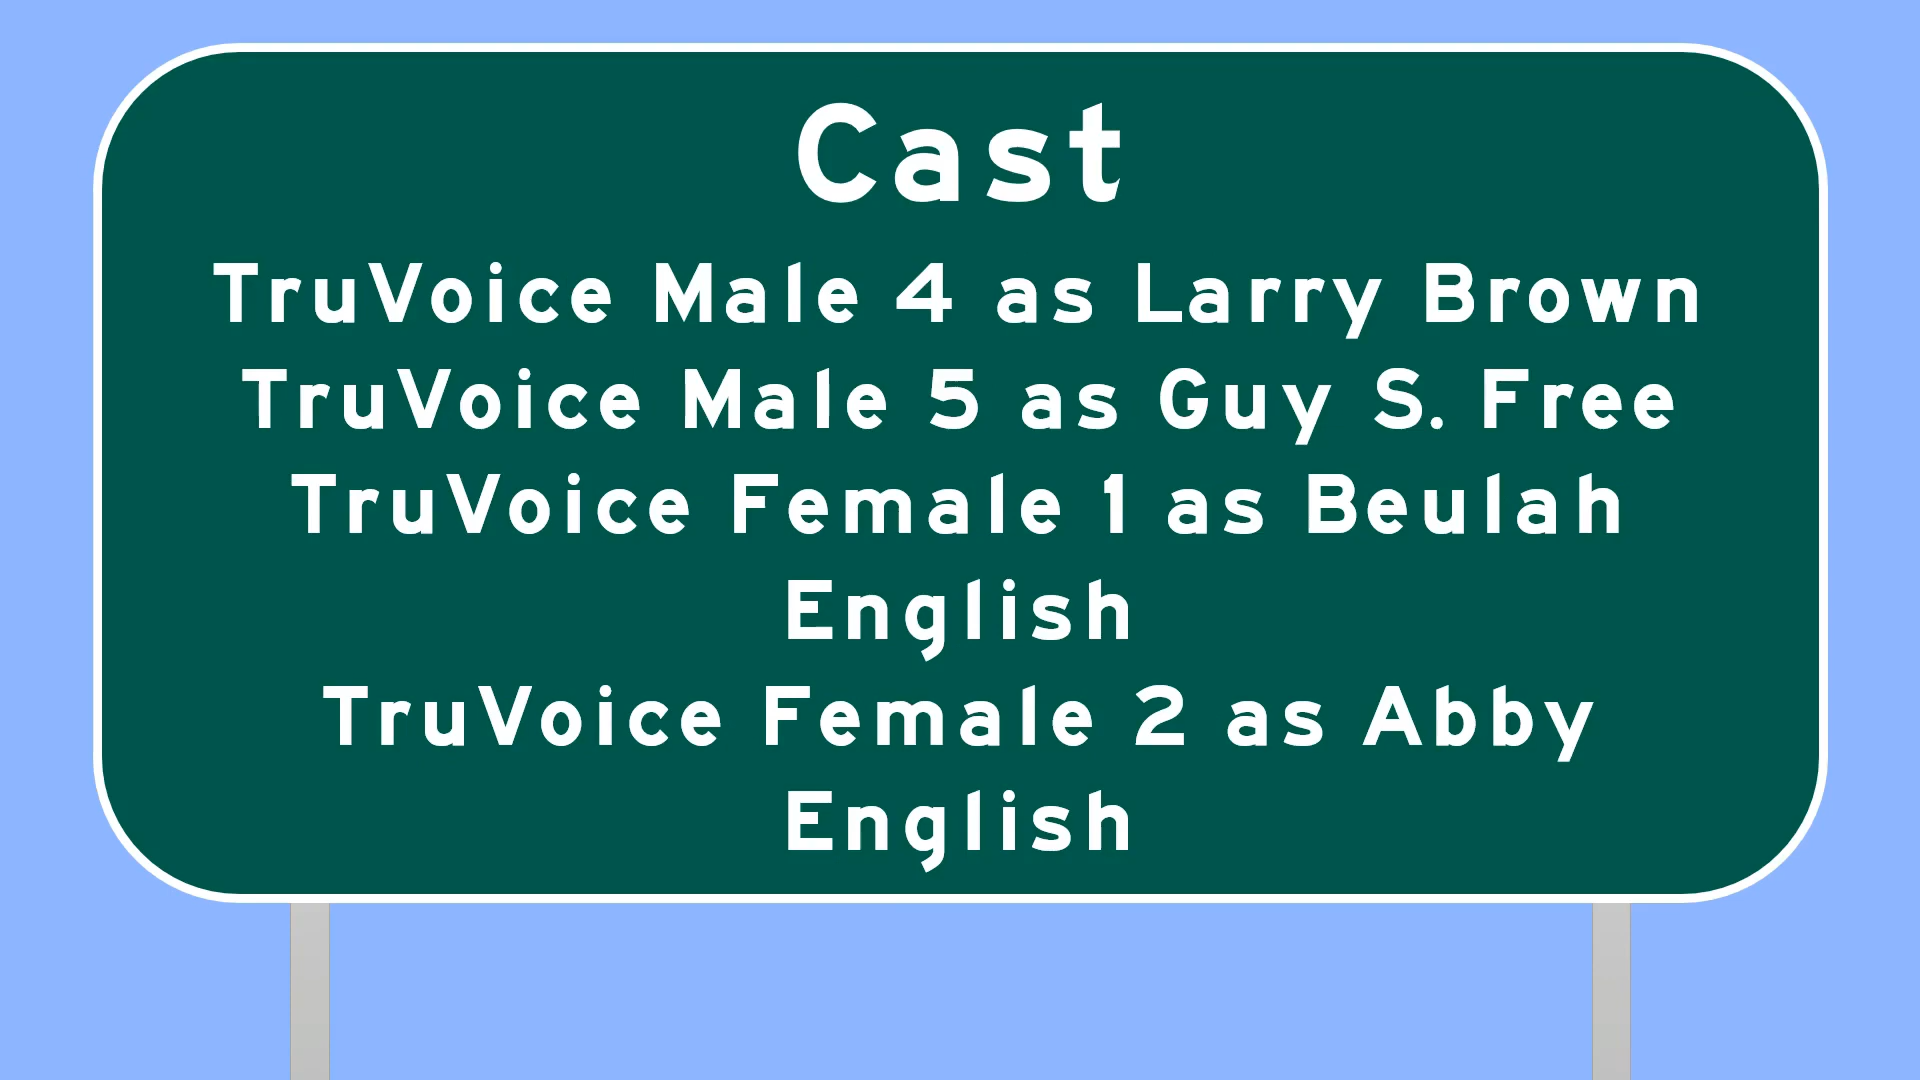 Cast
TruVoice Male 4 as Larry Brown
TruVoice Male 5 as Guy S. Free
TruVoice Female 1 as Beulah
English
TruVoice Female 2 as Abby
English